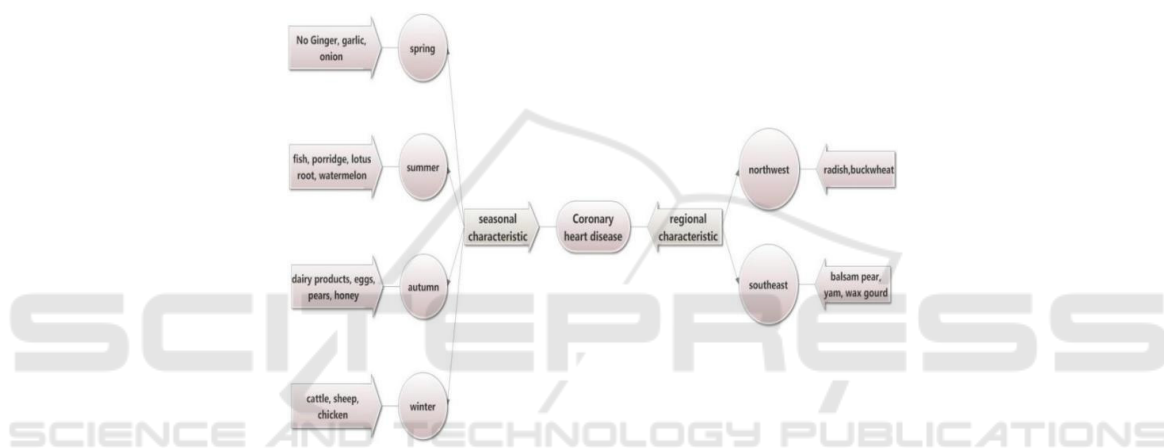 No Ginger, garlic,
onion
spring
fish, porridge, lotus
root, watermelon
summer
dairy products, eggs,
pears, honey
autumn
cattle, sheep,
chicken
winter
seasonal
characteristic
Coronary
heart disease
regional
characteristic
northwest
radish,buckwheat
southeast
balsam pear,
yam, wax gourd
SCITEPRESS
SCIENCE AND TECHNOLOGY PUBLICATIONS